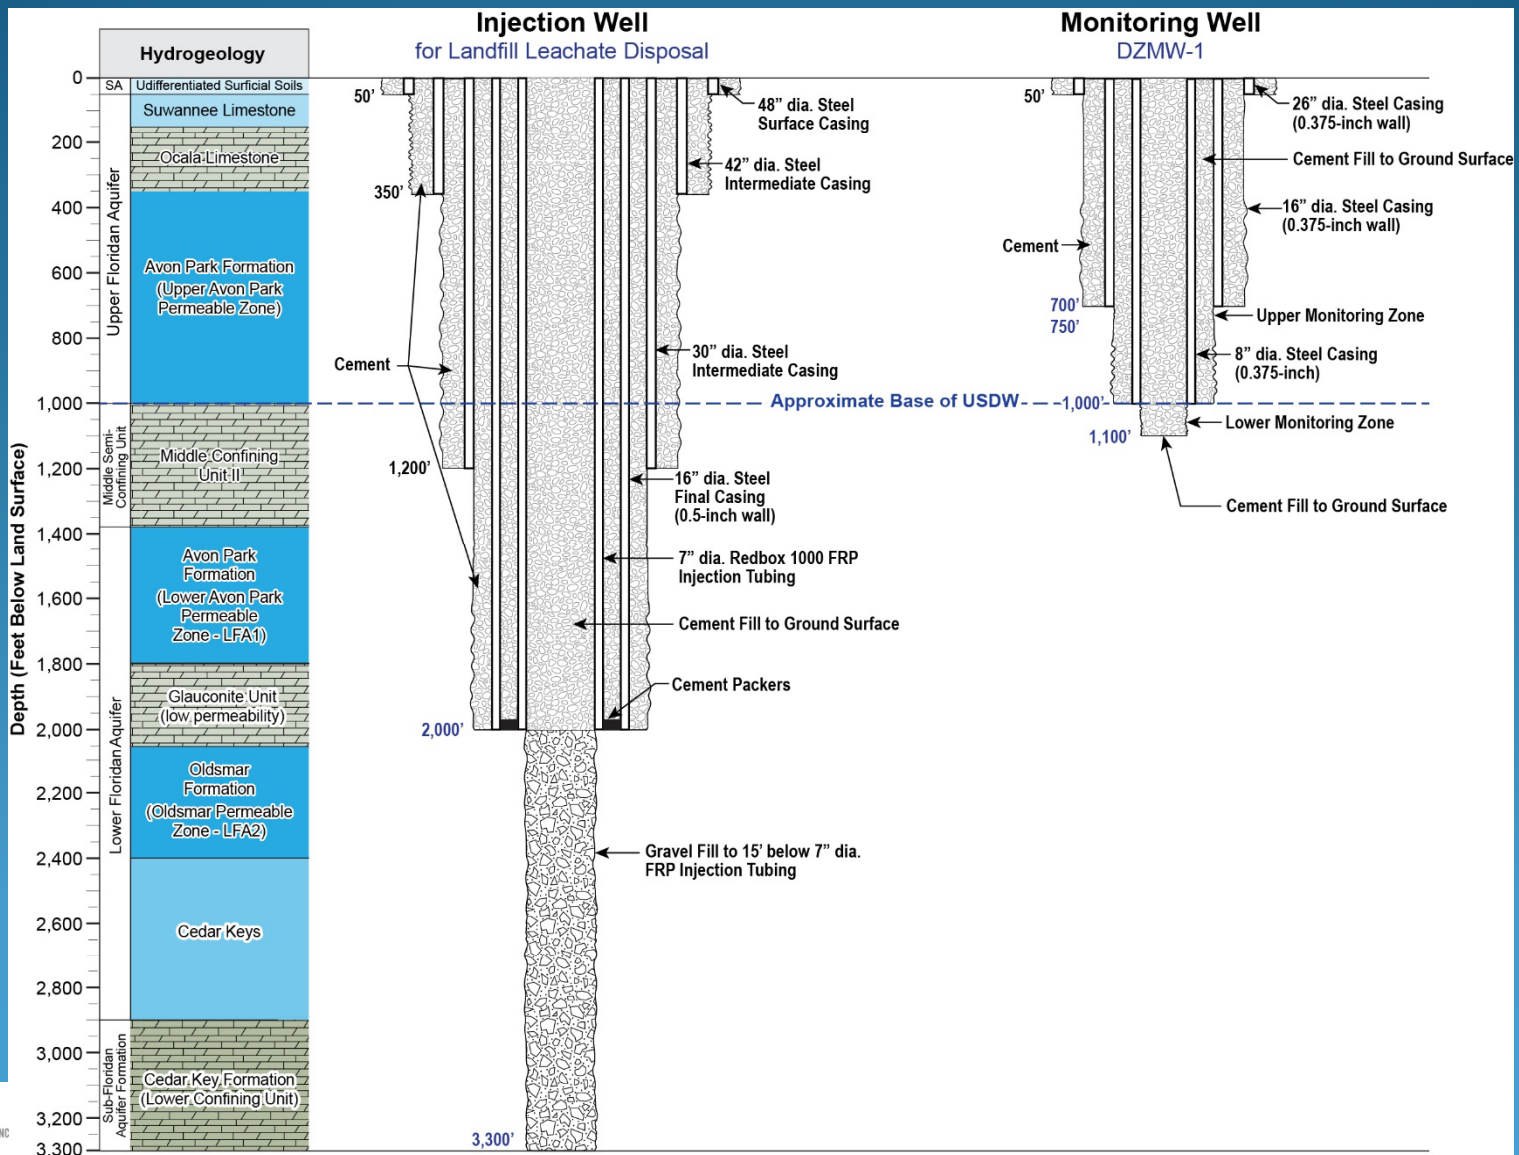 Injection Well
for Landfill Leachate Disposal
Monitoring Well
DZMW-1
Hydrogeology
Depth (Feet Below Land Surface)
0
200
400
600
800
1,000
1,200
1,400
1,600
1,800
2,000
2,200
2,400
2,600
2,800
3,000
3,200
3,300
SA
Upper Floridan Aquifer
Middle Semi-
Confining Unit
Lower Floridan Aquifer
Sub-Floridan
Aquifer Formation
Udifferentiated Surficial Soils
Suwannee Limestone
Ocala Limestone
Avon Park Formation
(Upper Avon Park
Permeable Zone)
Middle Confining
Unit II
Avon Park
Formation
(Lower Avon Park
Permeable
Zone - LFA1)
Glauconite Unit
(low permeability)
Oldsmar
Formation
(Oldsmar Permeable
Zone - LFA2)
Cedar Keys
Cedar Key Formation
(Lower Confining Unit)
50'
350'
Cement
1,200'
2,000'
3,300'
48” dia. Steel
Surface Casing
42” dia. Steel
Intermediate Casing
30” dia. Steel
Intermediate Casing
Approximate Base of USDW
16” dia. Steel
Final Casing
(0.5-inch wall)
7” dia. Redbox 1000 FRP
Injection Tubing
Cement Fill to Ground Surface
Cement Packers
Gravel Fill to 15' below 7” dia.
FRP Injection Tubing
50'
Cement
700'
750'
1,000'
1,100'
26” dia. Steel Casing
(0.375-inch wall)
Cement Fill to Ground Surface
16” dia. Steel Casing
(0.375-inch wall)
Upper Monitoring Zone
8” dia. Steel Casing
(0.375-inch)
Lower Monitoring Zone
Cement Fill to Ground Surface
NC